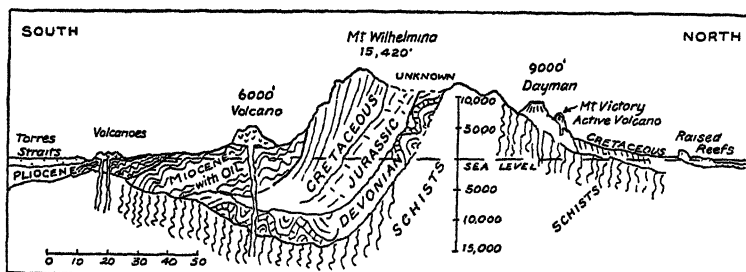 SOUTH
Mt Wilhelmina
15,420'
NORTH
UNKNOWN
9000'
Dayman
6000'
Volcano
10,000
Mt Victory
Active Volcano
5000
Torres
Straits
Volcanoes
CRETACEOUS
Raised
Reefs
PLIOCENE
MIOCENE
with OIL
CRETACEOUS
JURASSIC
DEVONIAN
SCHISTS
SEA LEVEL
5000
10,000
15,000
SCHISTS
0 10 20 30 40 50